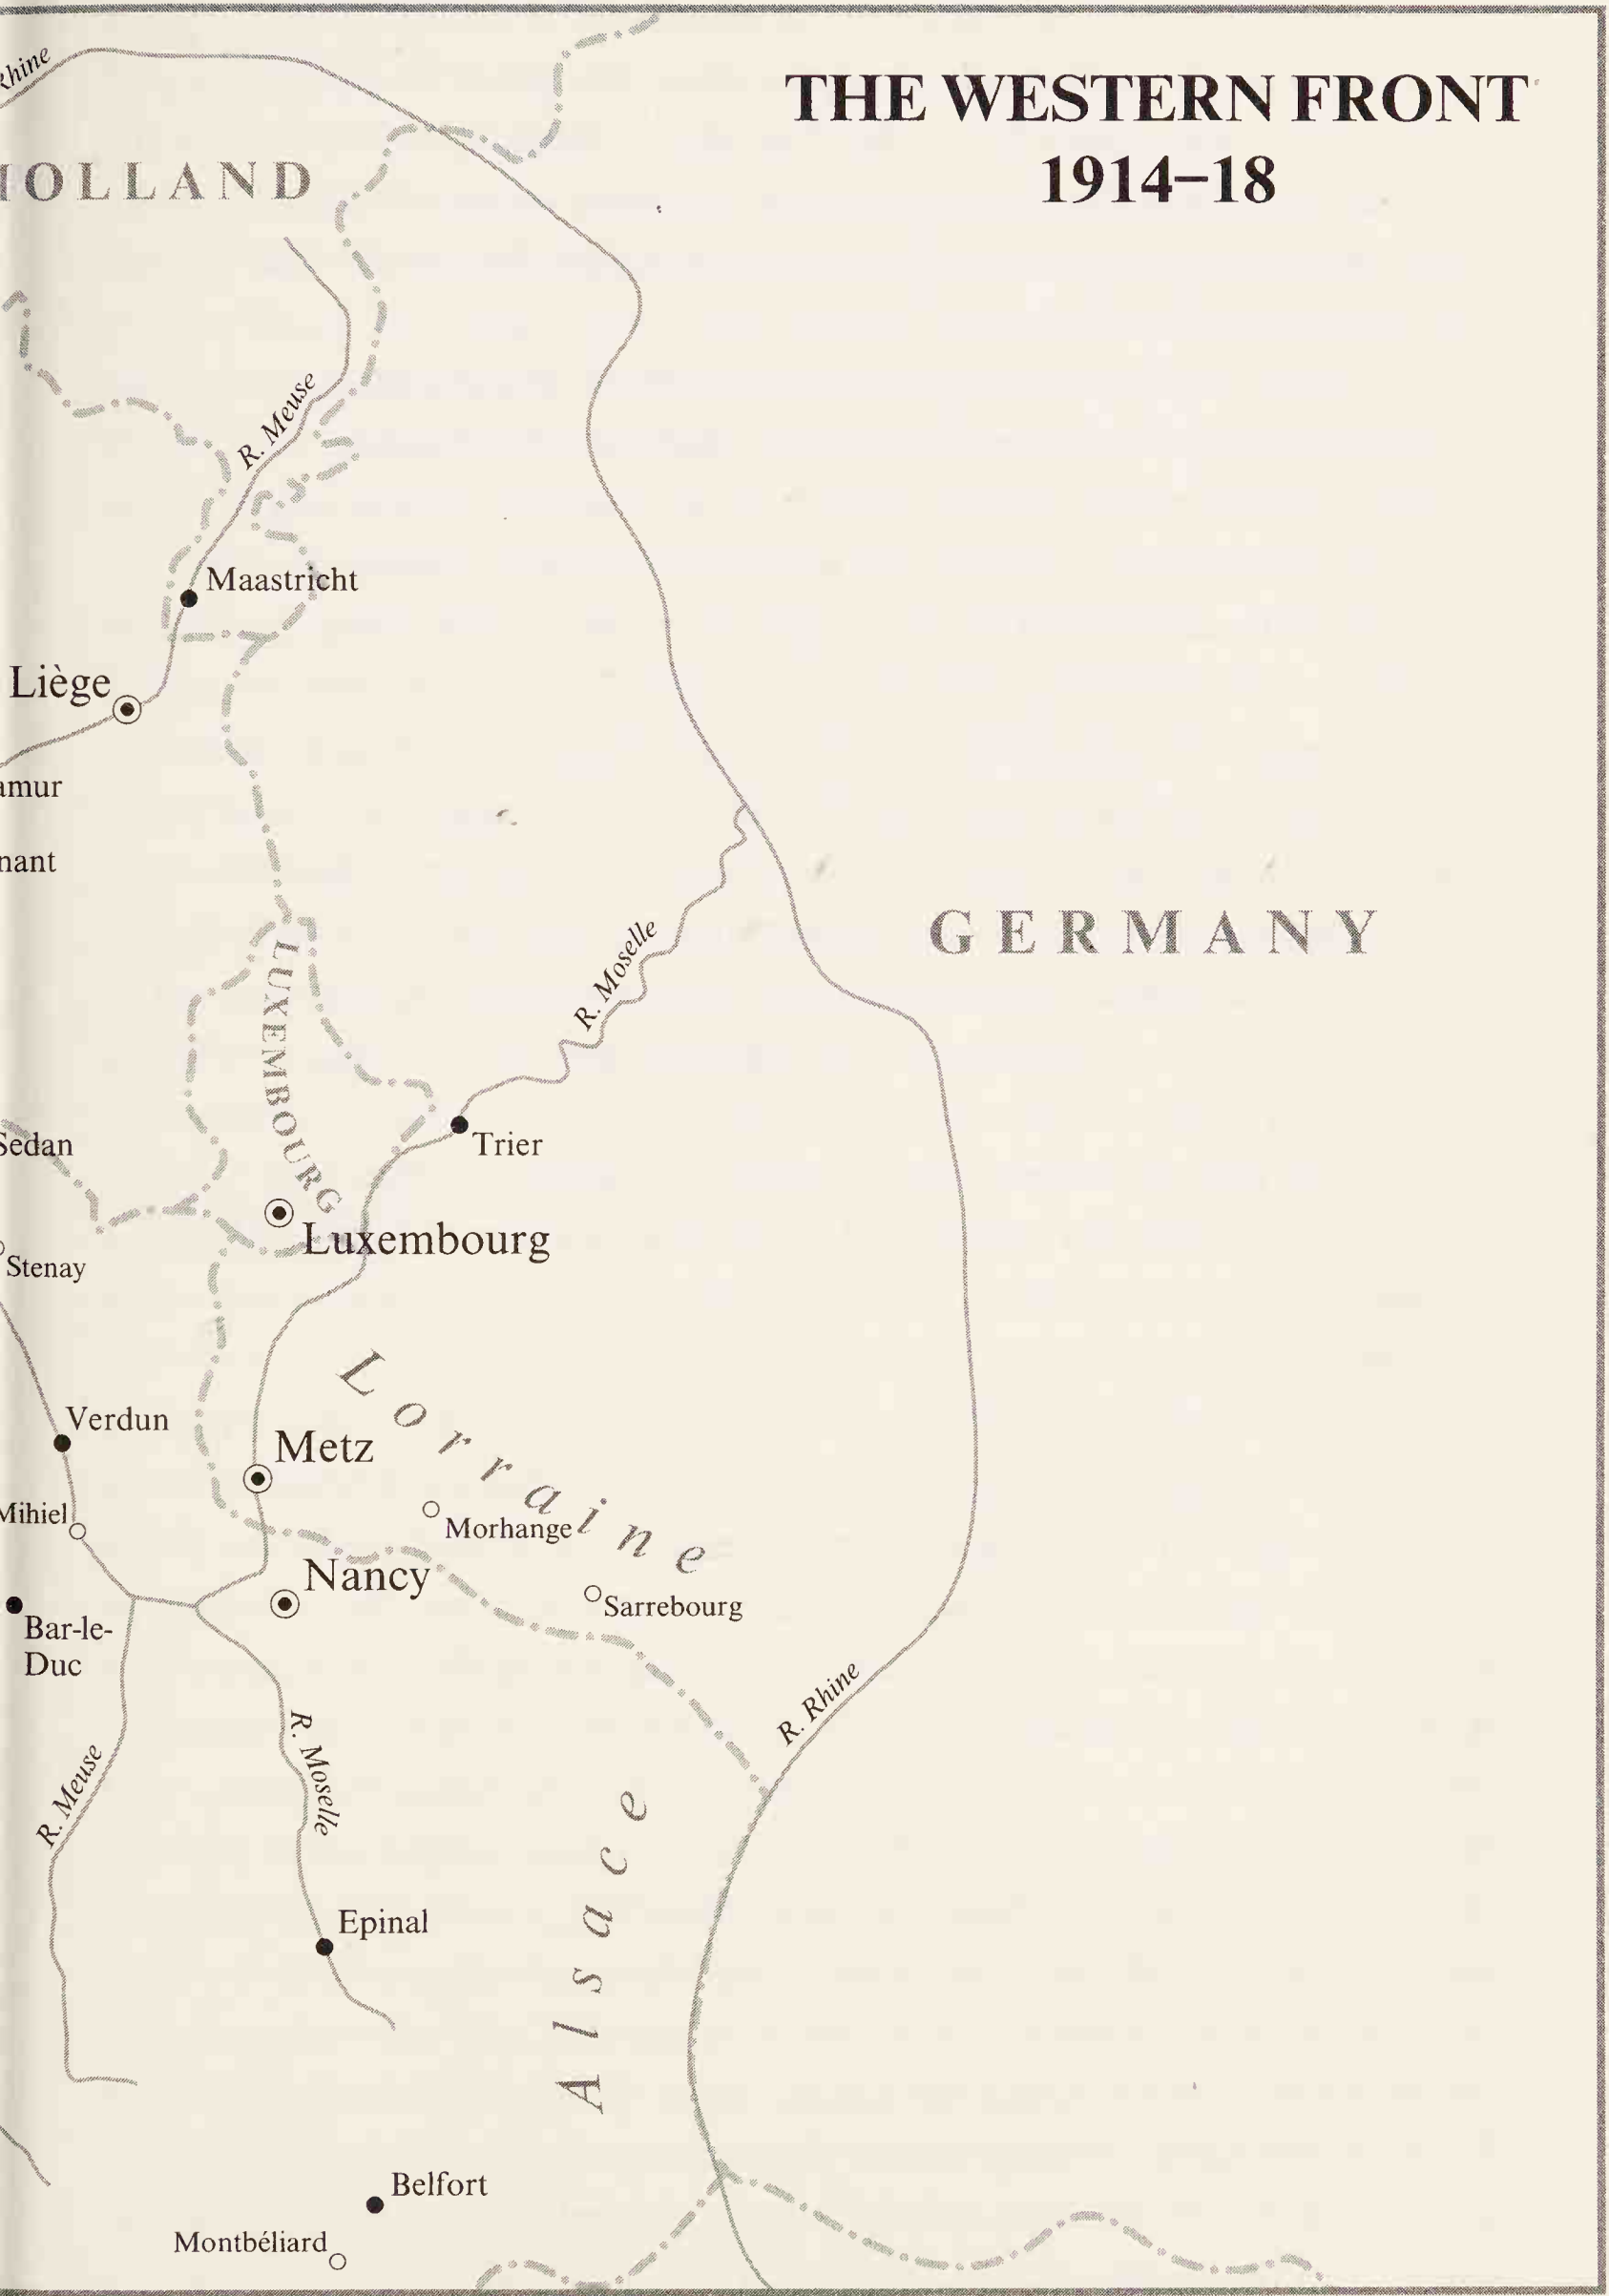 THE WESTERN FRONT
1914–18
Rhine
HOLLAND
R. Meuse
Maastricht
Liège
amur
nant
GERMANY
R. Moselle
LUXEMBOURG
Sedan
Trier
Luxembourg
Stenay
Lorraine
Verdun
Metz
Mihiel
Morhange
Nancy
Sarrebourg
Bar-le-
Duc
R. Rhine
R. Meuse
R. Moselle
Alsace
Epinal
Belfort
Montbéliard